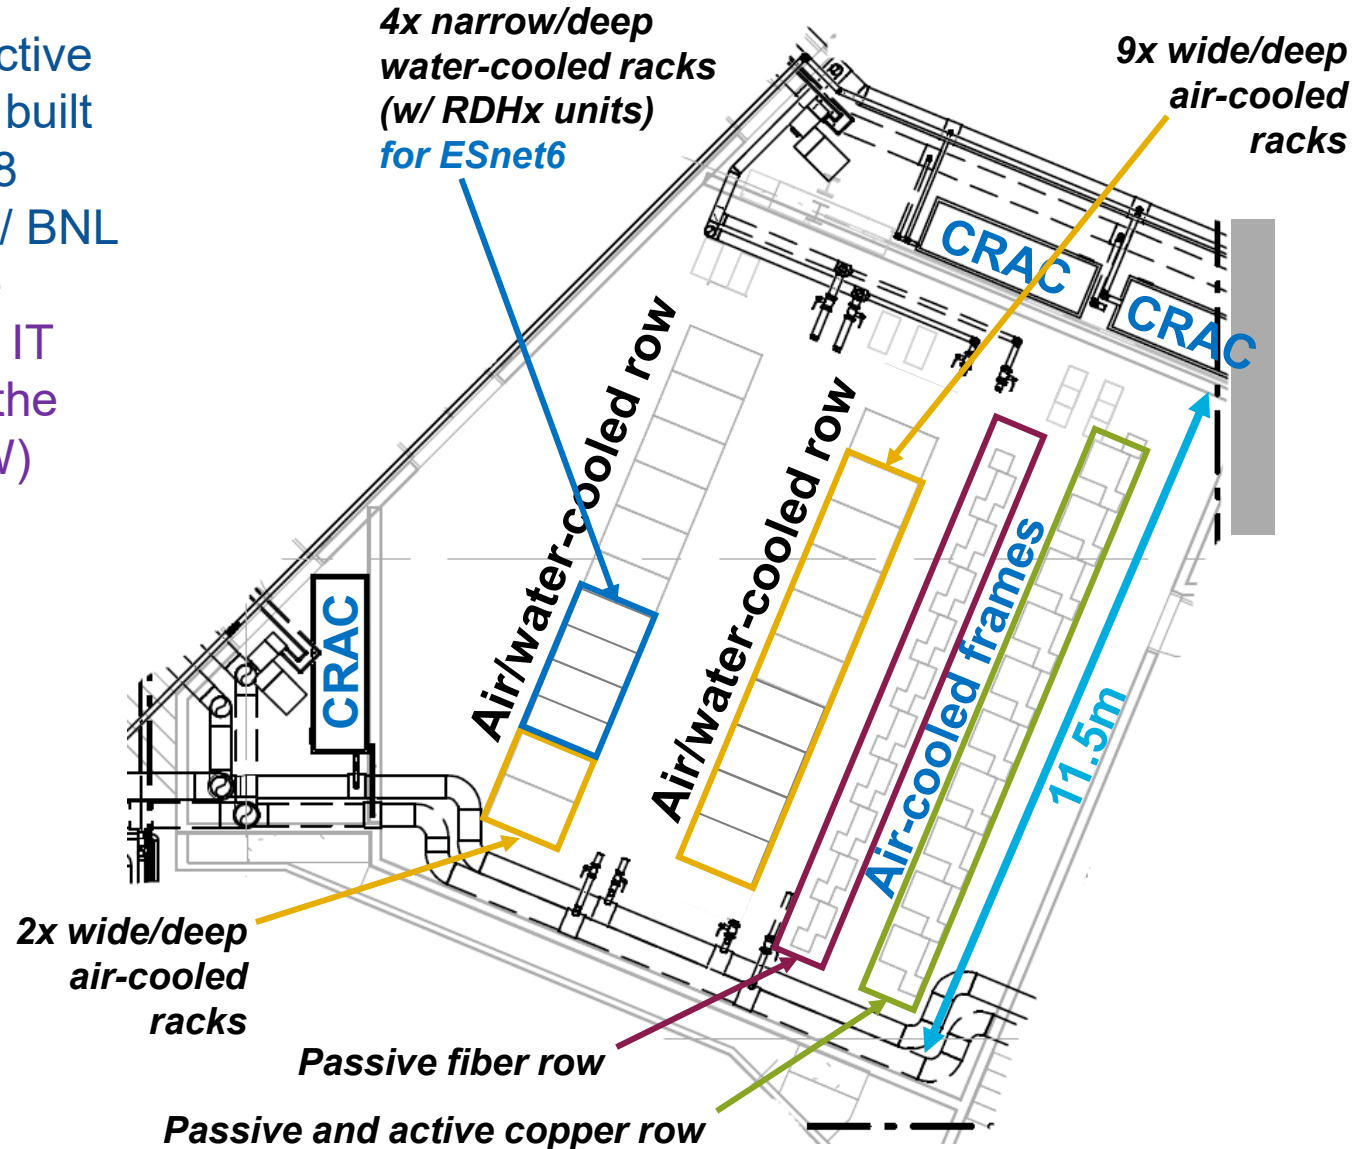 ctive
built
8
/ BNL
IT
the
V)
4x narrow/deep
water-cooled racks
(w/ RDHx units)
for ESnet6
9x wide/deep
air-cooled
racks
CRAC
CRAC
Air/water-cooled row
Air/water-cooled row
Air-cooled frames
11.5m
CRAC
2x wide/deep
air-cooled
racks
Passive fiber row
Passive and active copper row